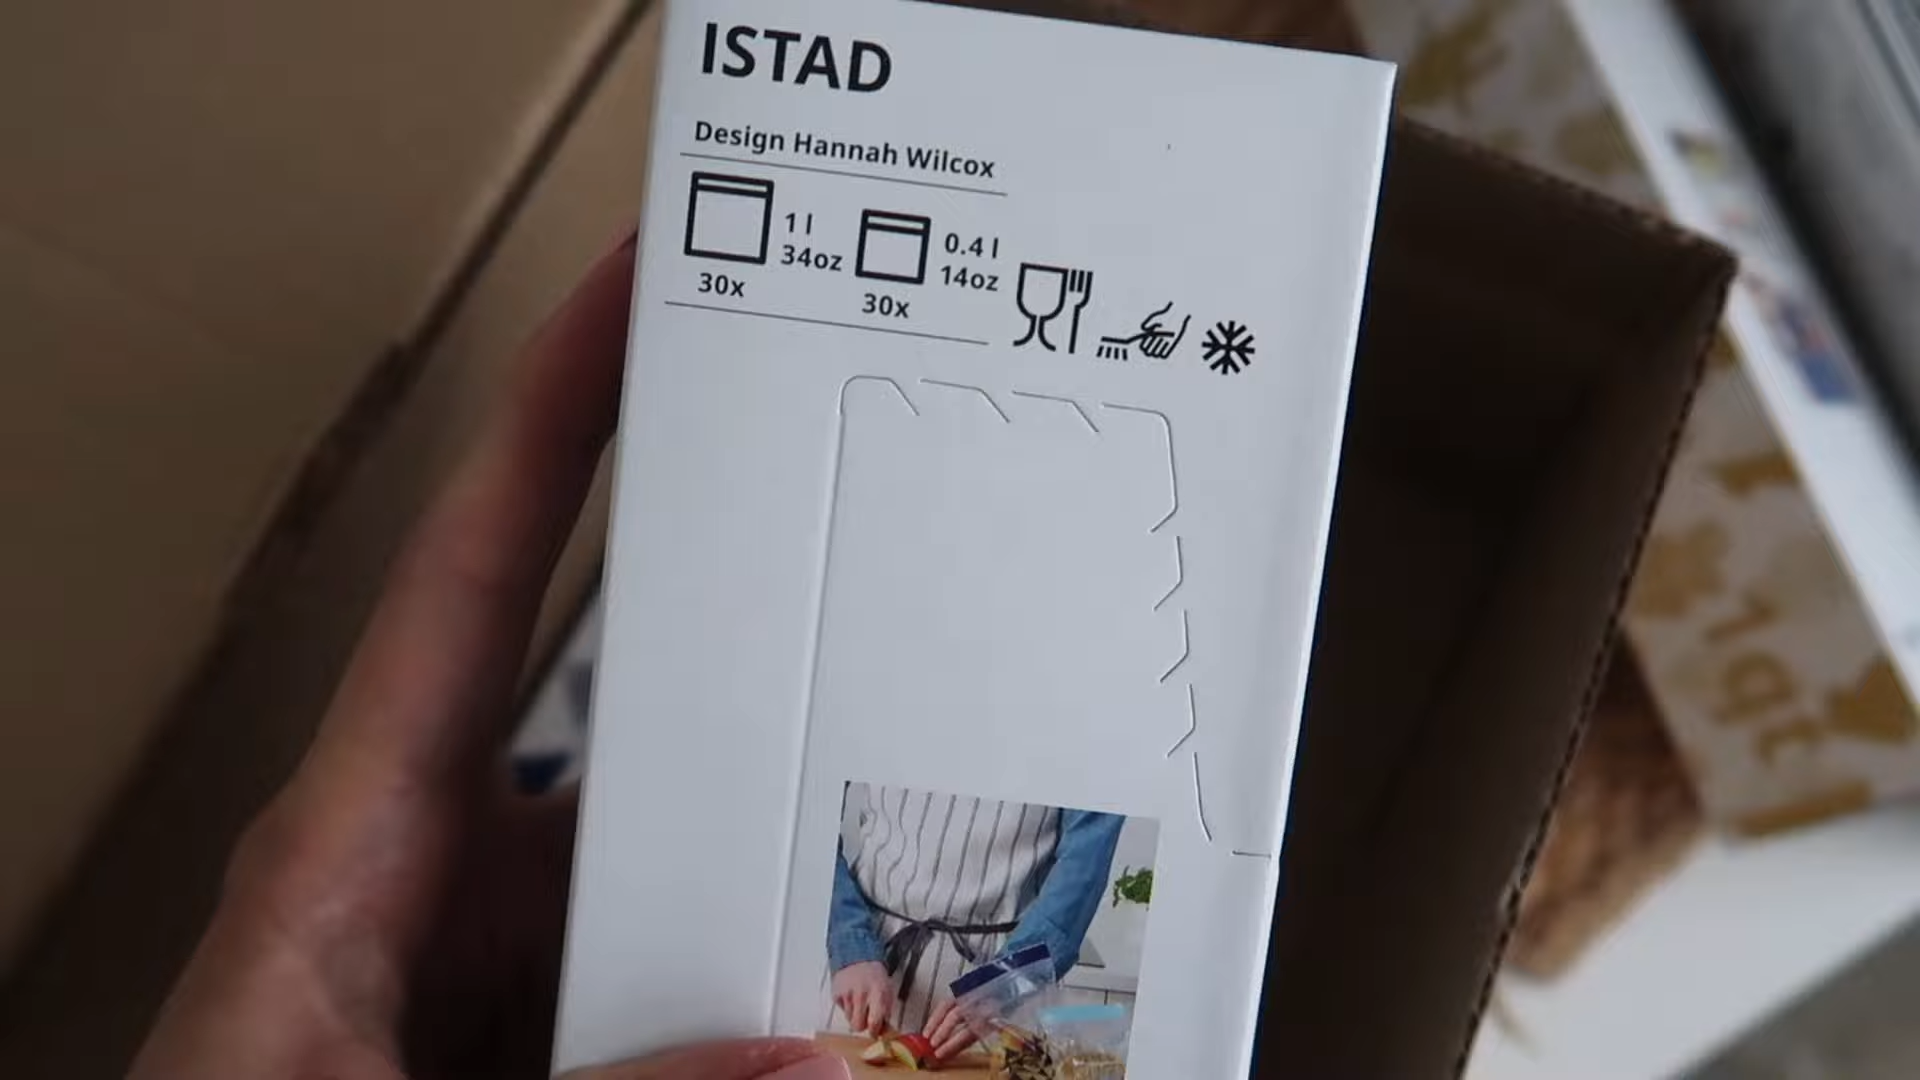 ISTAD
Design Hannah Wilcox
1 l
34oz
30x
0.4 l
14oz
30x